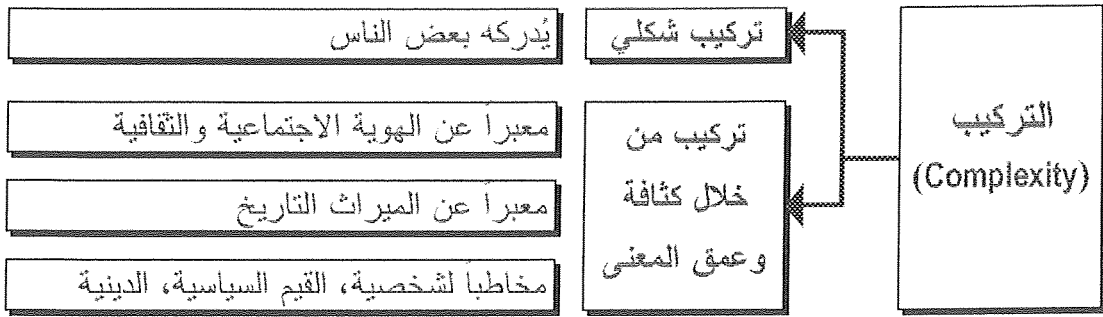 التركيب
(Complexity)
تركيب شكلي
يُدركه بعض الناس
تركيب من
خلال كثافة
وعمق المعنى
معبراً عن الهوية الاجتماعية والثقافية
معبراً عن الميراث التاريخ
مخاطباً لشخصية، القيم السياسية، الدينية